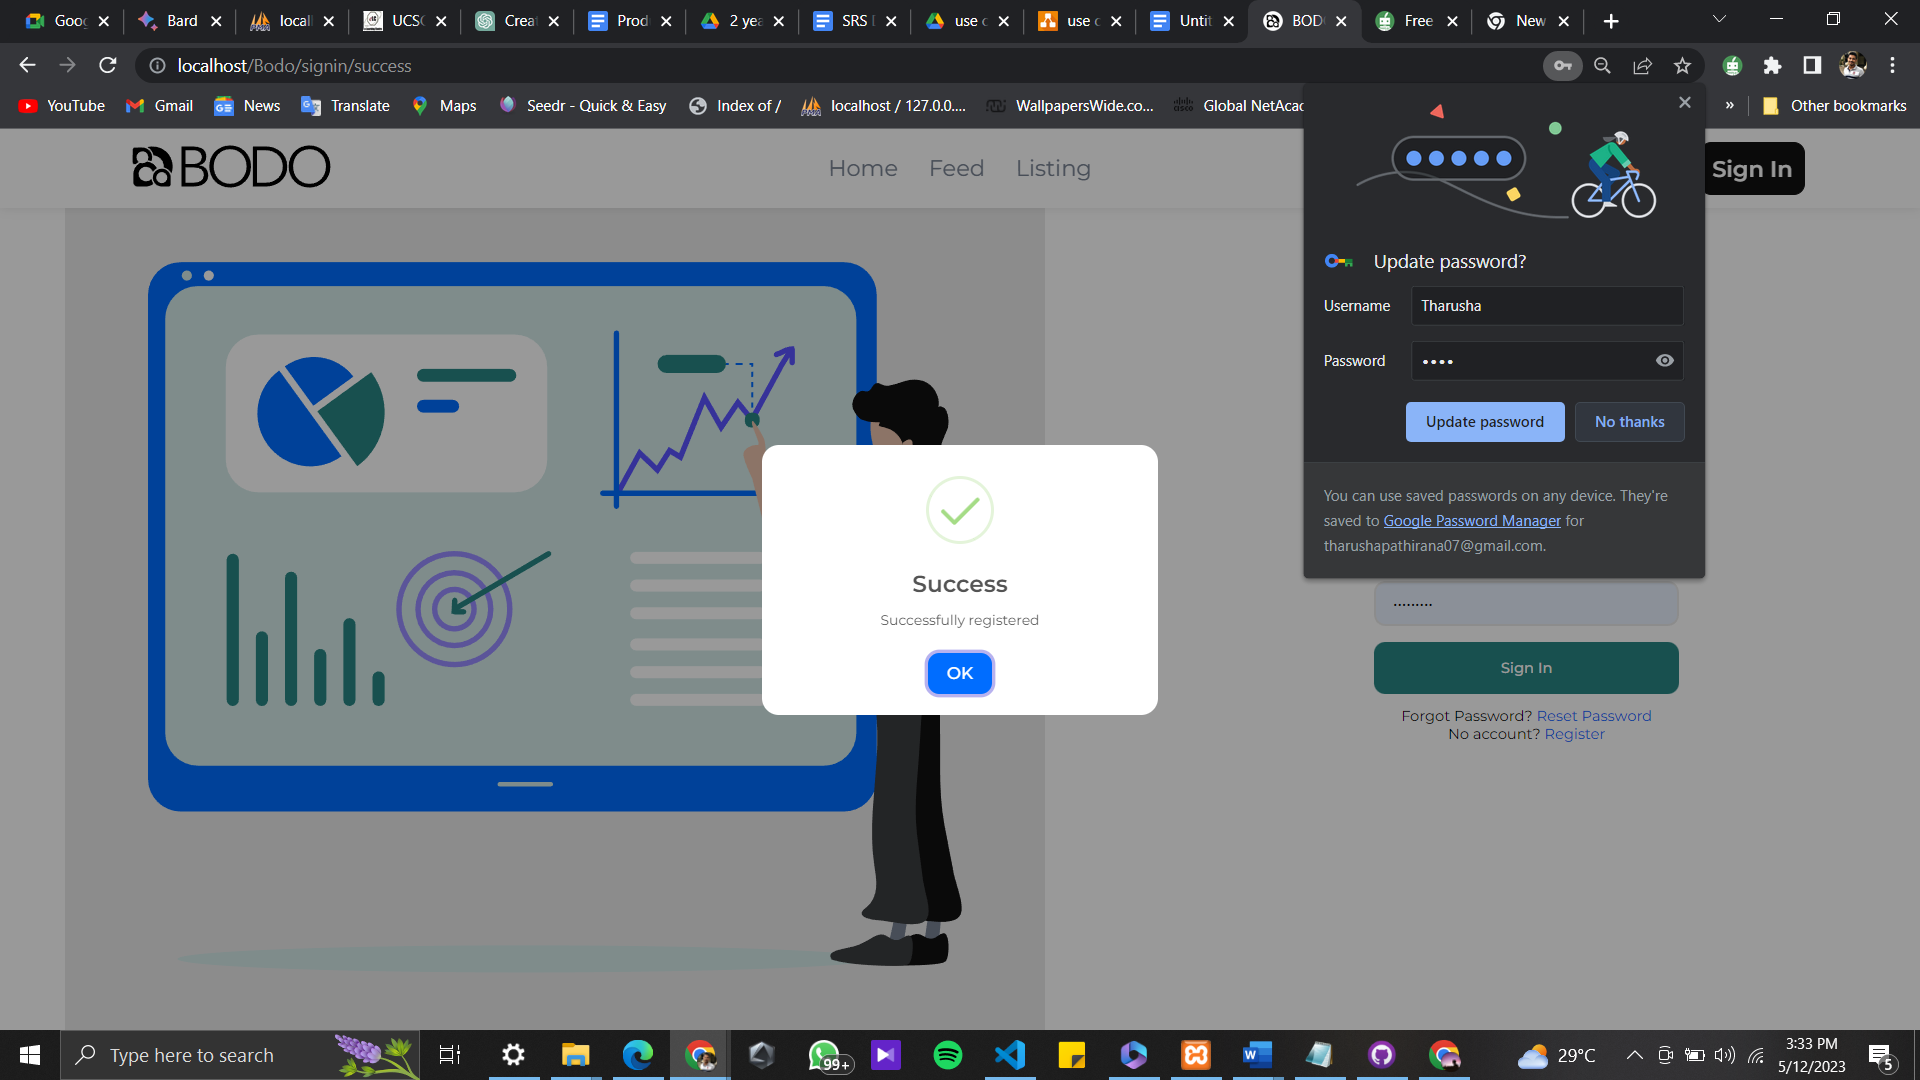 Goog
Bard
locall
UCSC
Creat
Prod
2 yea
SRS D
use c
use c
Untit
BOD
Free
New
localhost/Bodo/signin/success
YouTube
Gmail
News
Translate
Maps
Seedr - Quick & Easy
Index of /
localhost / 127.0.0....
WallpapersWide.co...
Global NetAcad
»
Other bookmarks
BODO
Home
Feed
Listing
Sign In
Update password?
Username
Tharusha
Password
••••
Update password
No thanks
You can use saved passwords on any device. They're
saved to Google Password Manager for
tharushapathirana07@gmail.com.
Success
Successfully registered
OK
•••••••••
Sign In
Forgot Password? Reset Password
No account? Register
Type here to search
99+
29°C
3:33 PM
5/12/2023
5